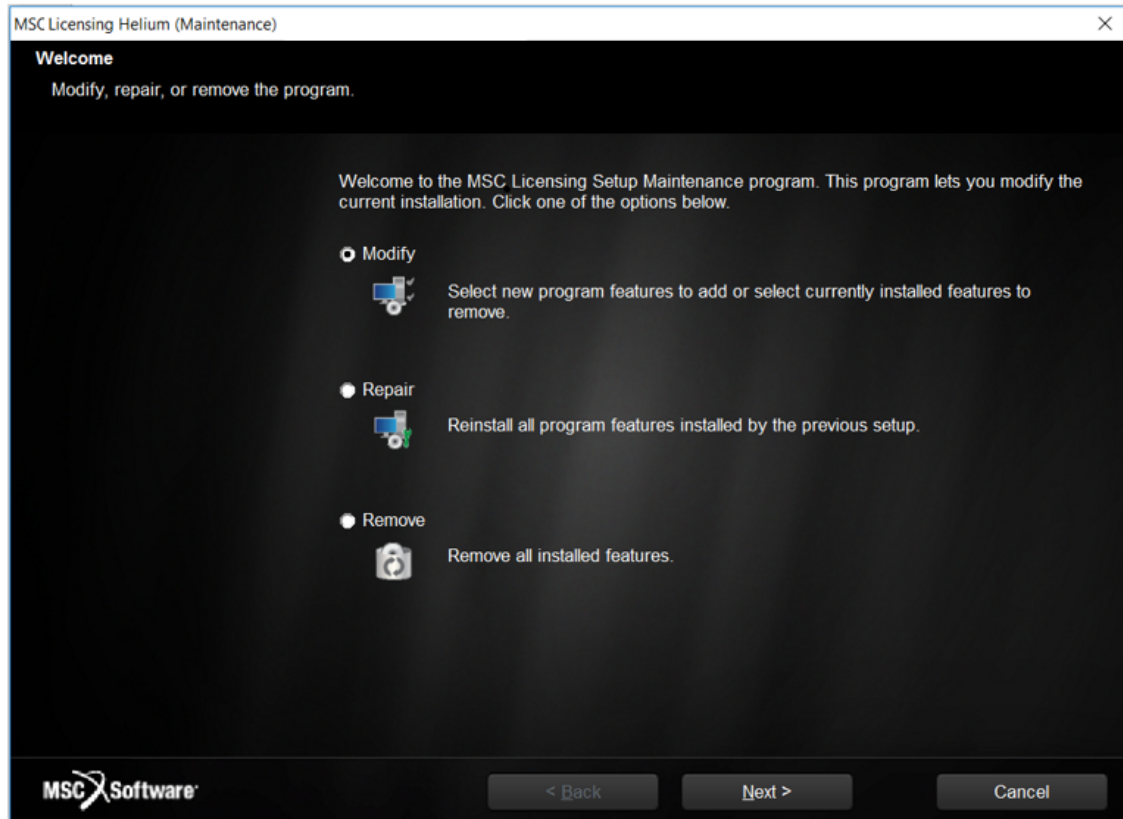 MSC Licensing Helium (Maintenance)
Welcome
Modify, repair, or remove the program.
Welcome to the MSC Licensing Setup Maintenance program. This program lets you modify the
current installation. Click one of the options below.
Modify
Select new program features to add or select currently installed features to
remove.
Repair
Reinstall all program features installed by the previous setup.
Remove
Remove all installed features.
MSC Software
< Back
Next >
Cancel